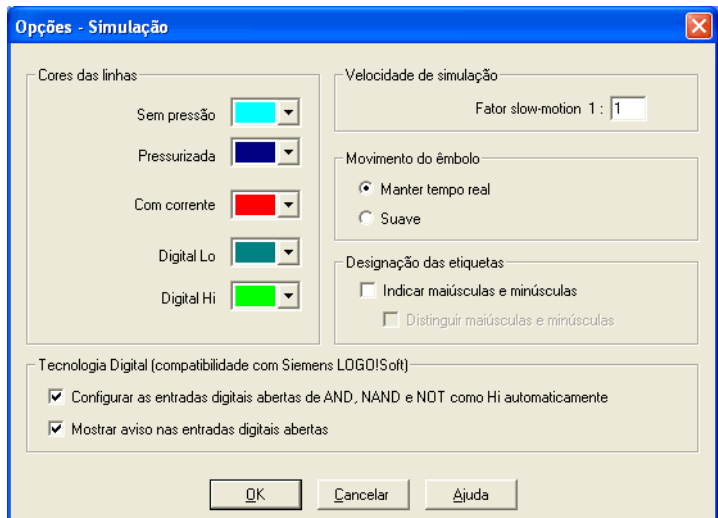 Opções - Simulação
Cores das linhas
Sem pressão
Pressurizada
Com corrente
Digital Lo
Digital Hi
Velocidade de simulação
Fator slow-motion 1 : 1
Movimento do êmbolo
Manter tempo real
Suave
Designação das etiquetas
Indicar maiúsculas e minúsculas
Distinguir maiúsculas e minúsculas
Tecnologia Digital (compatibilidade com Siemens LOGO!Soft)
Configurar as entradas digitais abertas de AND, NAND e NOT como Hi automaticamente
Mostrar aviso nas entradas digitais abertas
OK
Cancelar
Ajuda